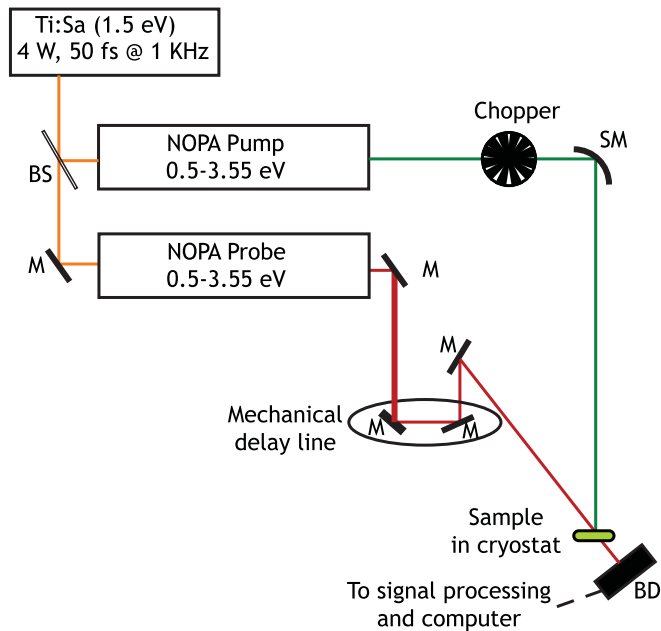 Ti:Sa (1.5 eV)
4 W, 50 fs @ 1 KHz
Chopper
SM
NOPA Pump
0.5-3.55 eV
BS
NOPA Probe
0.5-3.55 eV
M
M
M
Mechanical
delay line
M
M
Sample
in cryostat
BD
To signal processing
and computer